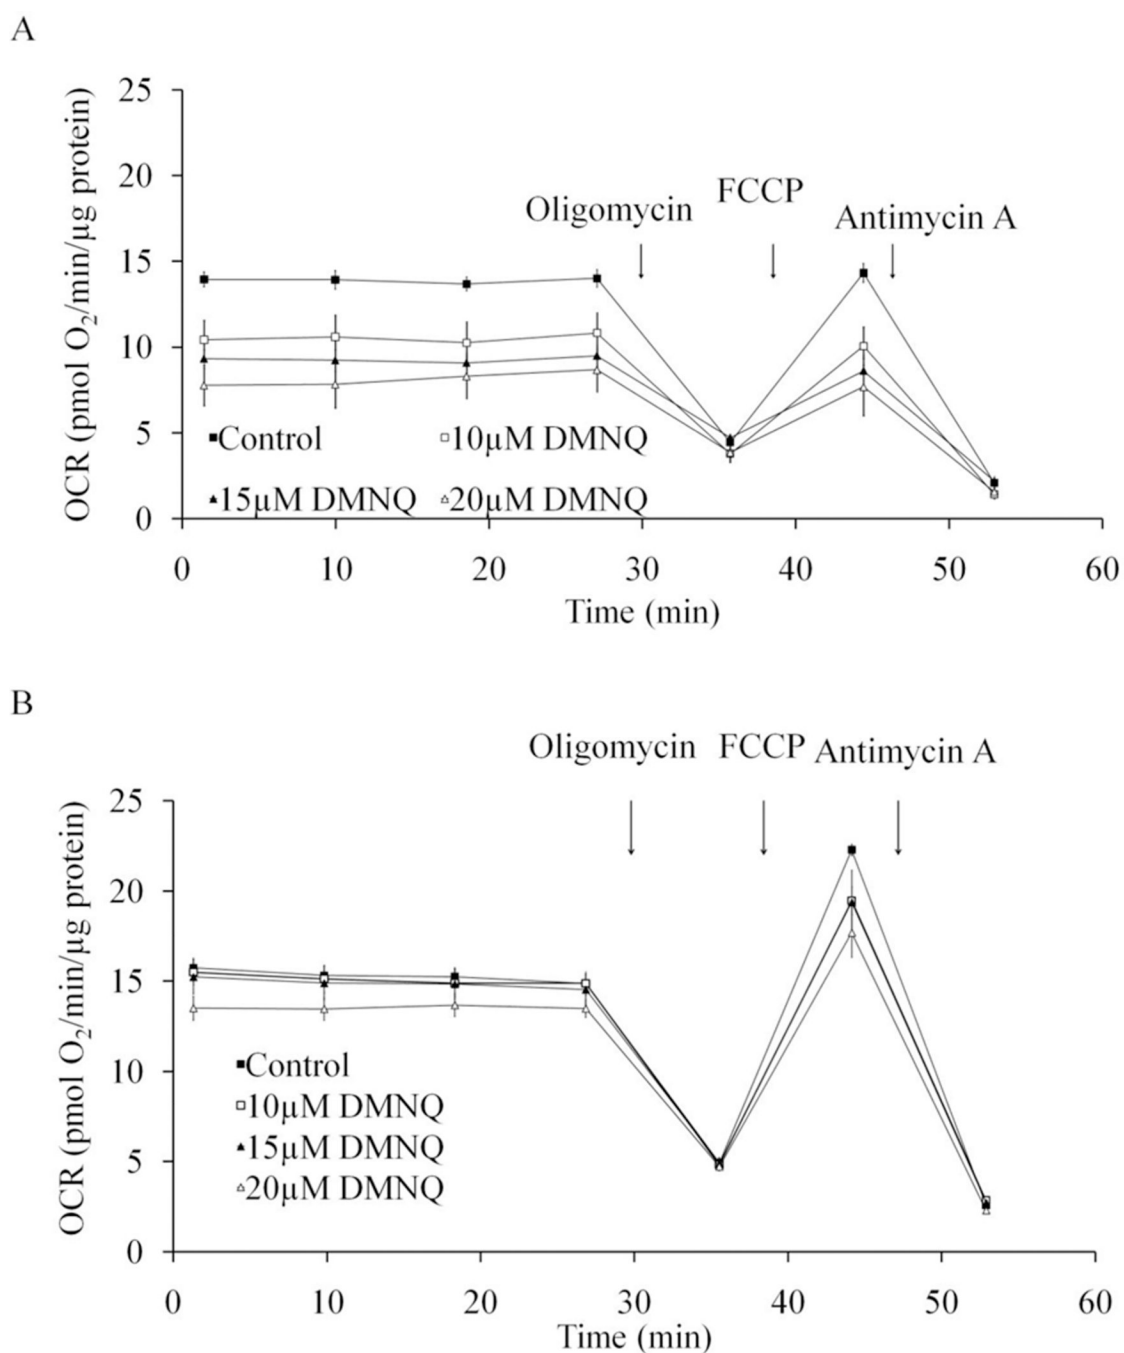 A
25
20
15
10
5
0
OCR (pmol O₂/min/µg protein)
Oligomycin
FCCP
Antimycin A
Control
10µM DMNQ
15µM DMNQ
20µM DMNQ
0 10 20 30 40 50 60
Time (min)
B
Oligomycin FCCP Antimycin A
25
20
15
10
5
0
OCR (pmol O₂/min/µg protein)
Control
10µM DMNQ
15µM DMNQ
20µM DMNQ
0 10 20 30 40 50 60
Time (min)